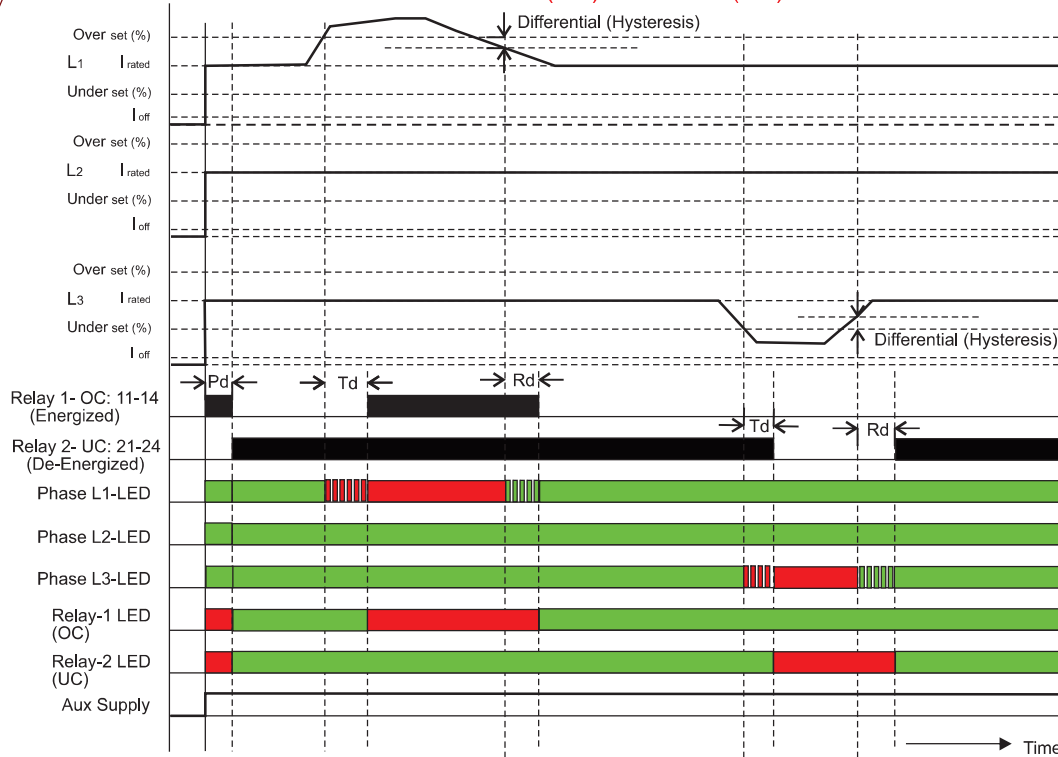 Differential (Hysteresis)
Over set (%)
L1 I rated
Under set (%)
I off
Over set (%)
L2 I rated
Under set (%)
I off
Over set (%)
L3 I rated
Under set (%)
Differential (Hysteresis)
I off
Pd
Td
Rd
Relay 1- OC: 11-14
(Energized)
Td
Rd
Relay 2- UC: 21-24
(De-Energized)
Phase L1-LED
Phase L2-LED
Phase L3-LED
Relay-1 LED
(OC)
Relay-2 LED
(UC)
Aux Supply
Time